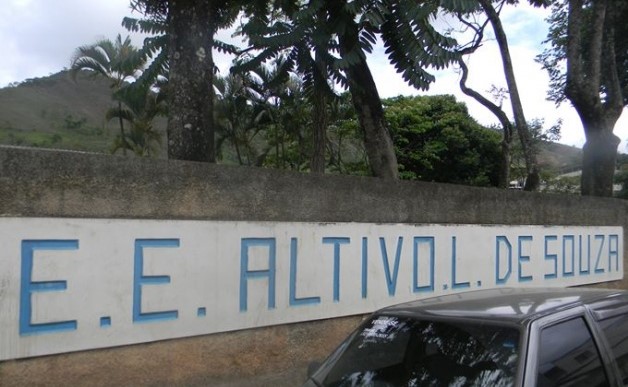 E.E. ALTIVO.L. DE SOUZA